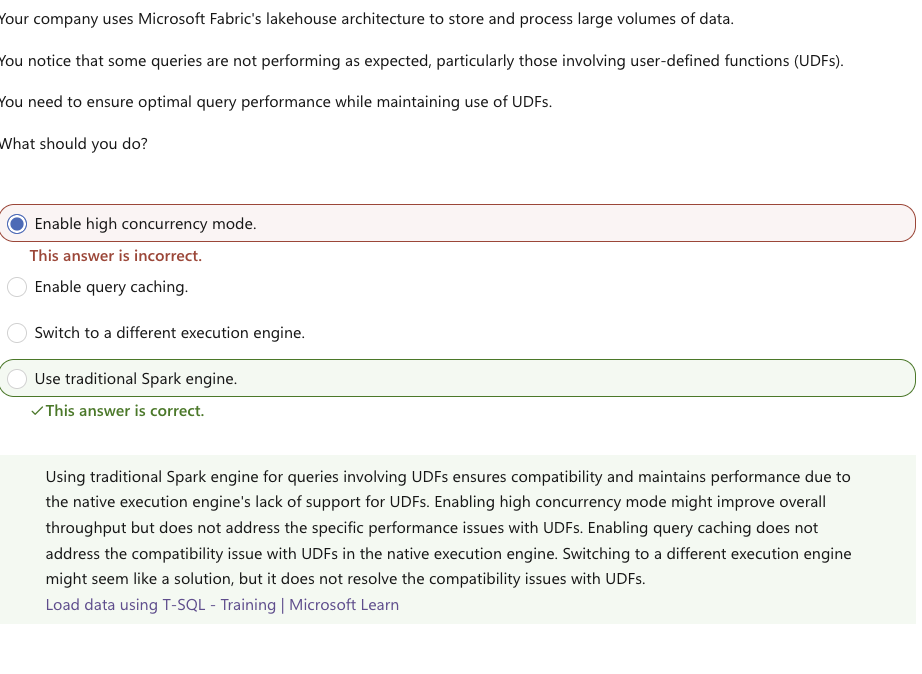 Your company uses Microsoft Fabric's lakehouse architecture to store and process large volumes of data.
You notice that some queries are not performing as expected, particularly those involving user-defined functions (UDFs).
You need to ensure optimal query performance while maintaining use of UDFs.
What should you do?
Enable high concurrency mode.
This answer is incorrect.
Enable query caching.
Switch to a different execution engine.
Use traditional Spark engine.
✓This answer is correct.
Using traditional Spark engine for queries involving UDFs ensures compatibility and maintains performance due to
the native execution engine's lack of support for UDFs. Enabling high concurrency mode might improve overall
throughput but does not address the specific performance issues with UDFs. Enabling query caching does not
address the compatibility issue with UDFs in the native execution engine. Switching to a different execution engine
might seem like a solution, but it does not resolve the compatibility issues with UDFs.
Load data using T-SQL - Training | Microsoft Learn